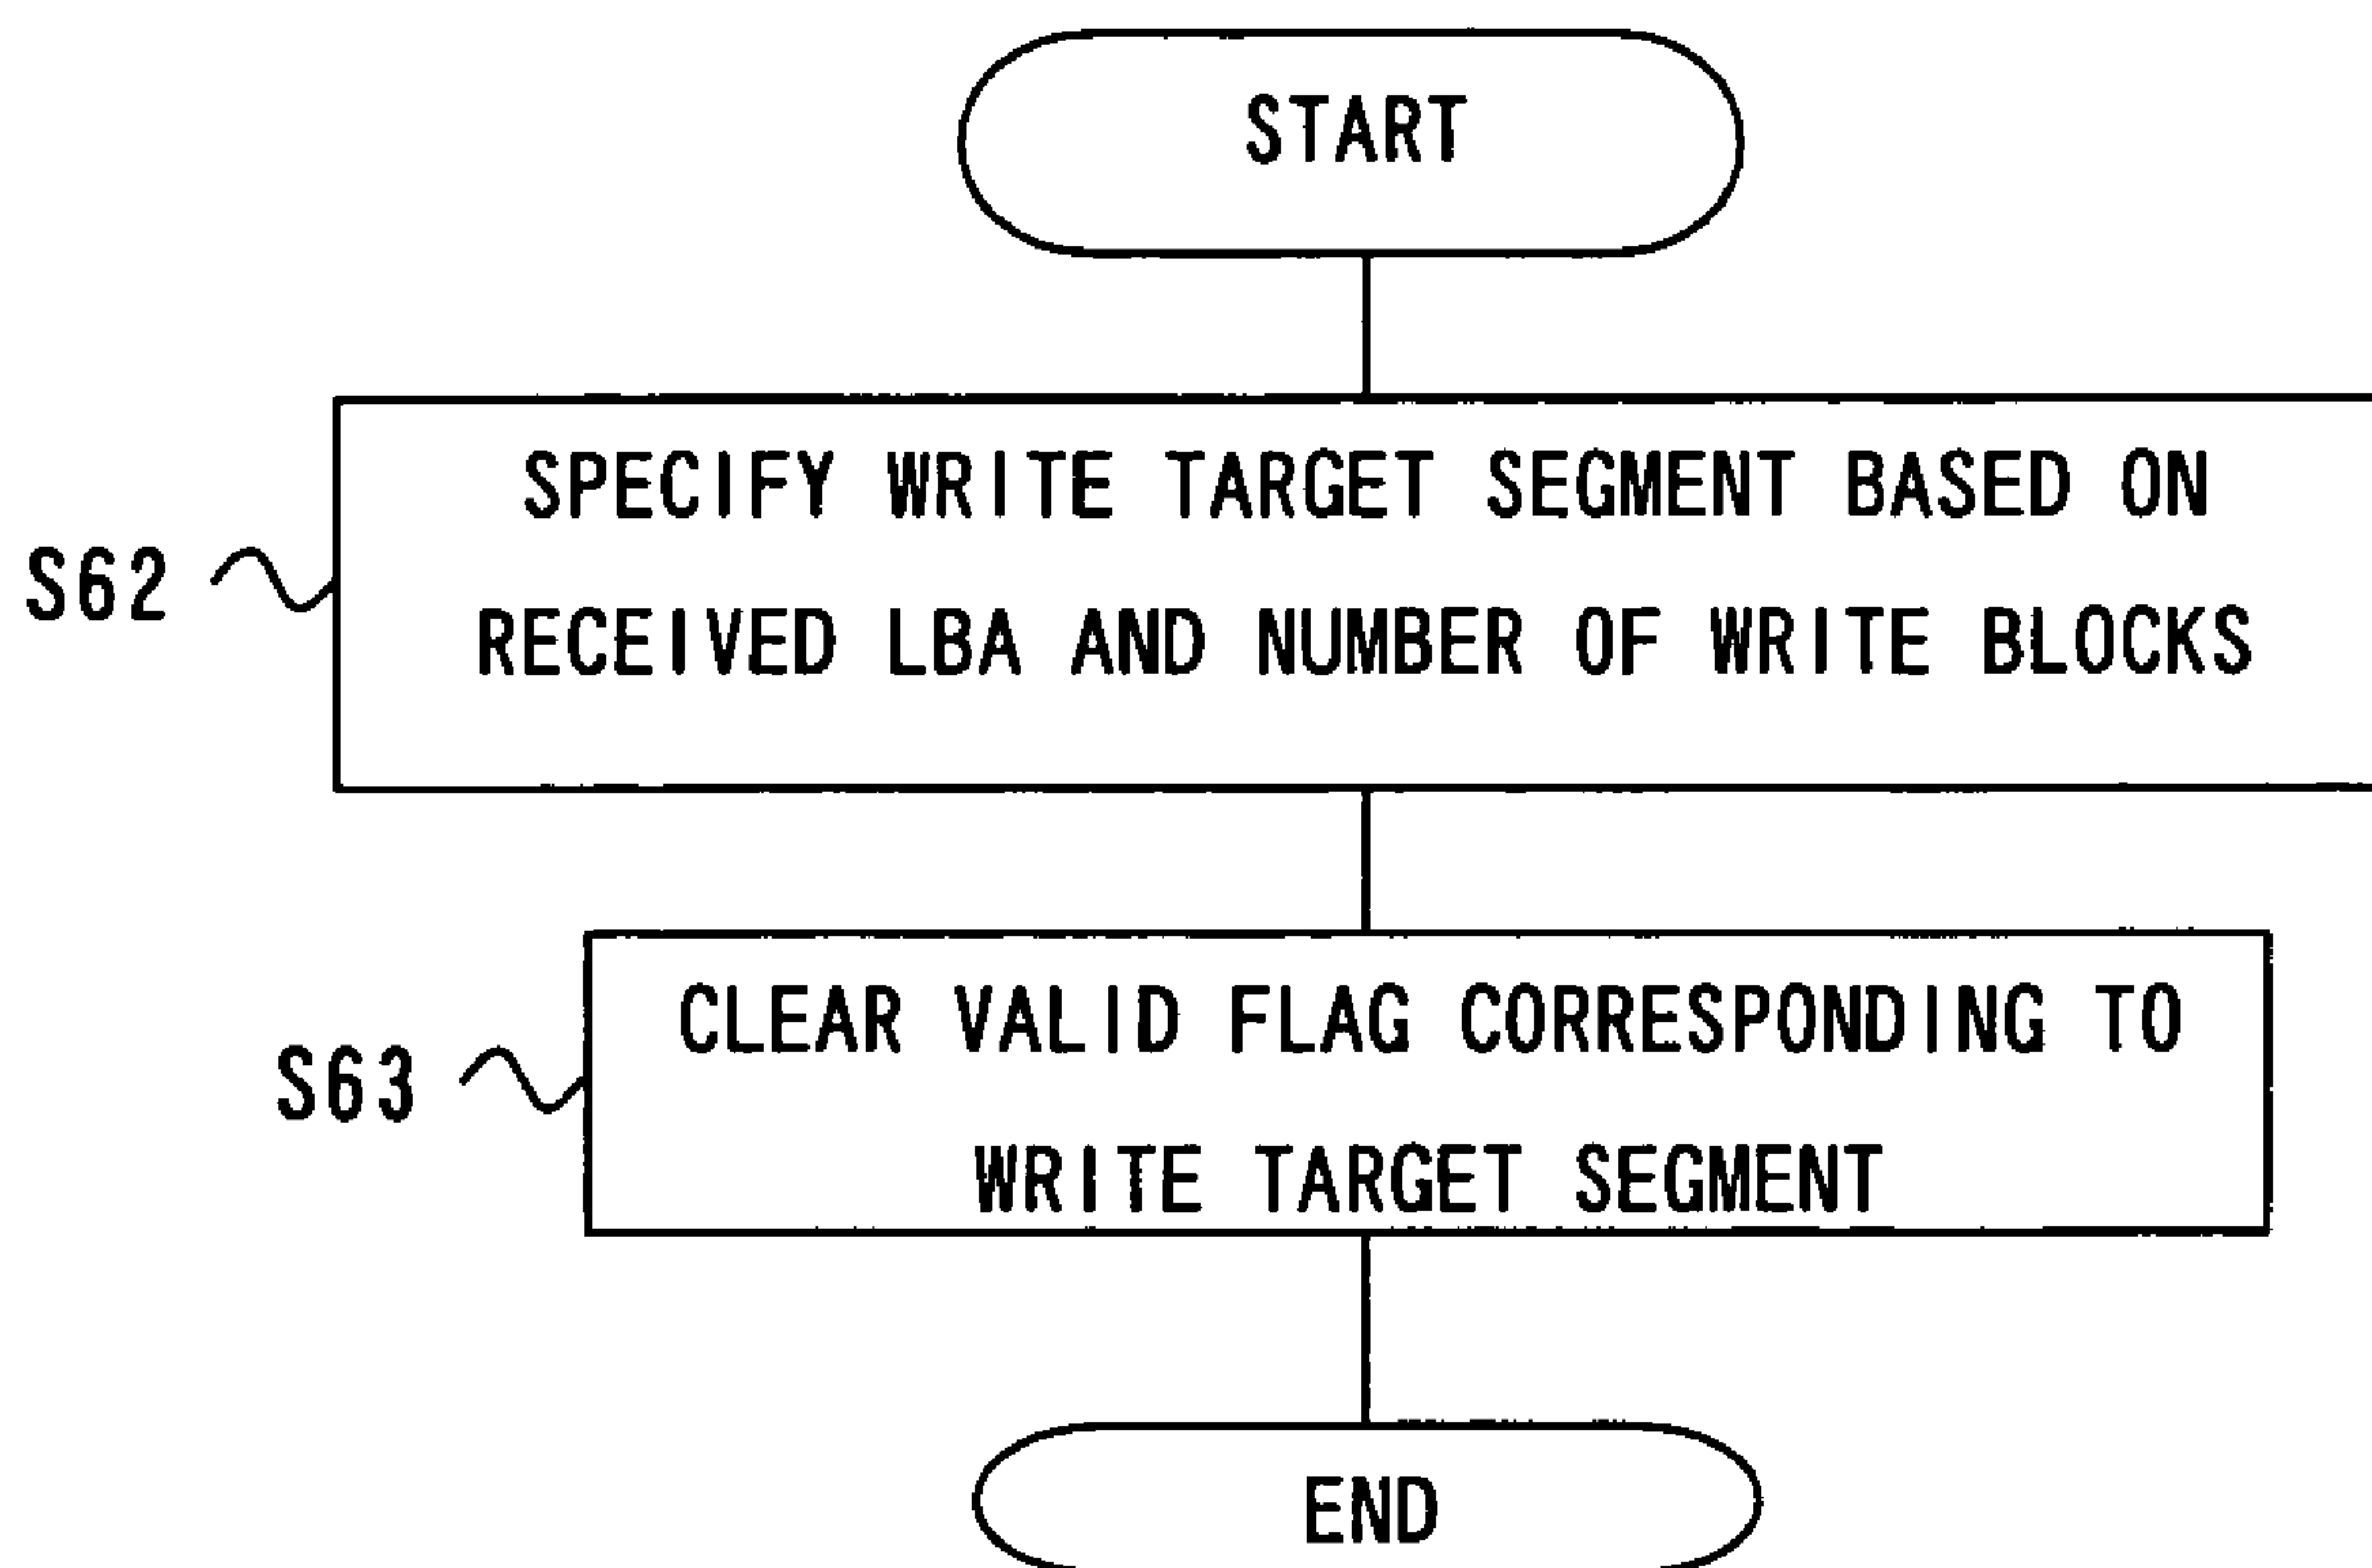 START
SPECIFY WRITE TARGET SEGMENT BASED ON
S62
RECEIVED LBA AND NUMBER OF WRITE BLOCKS
CLEAR VALID FLAG CORRESPONDING TO
S63
WRITE TARGET SEGMENT
END